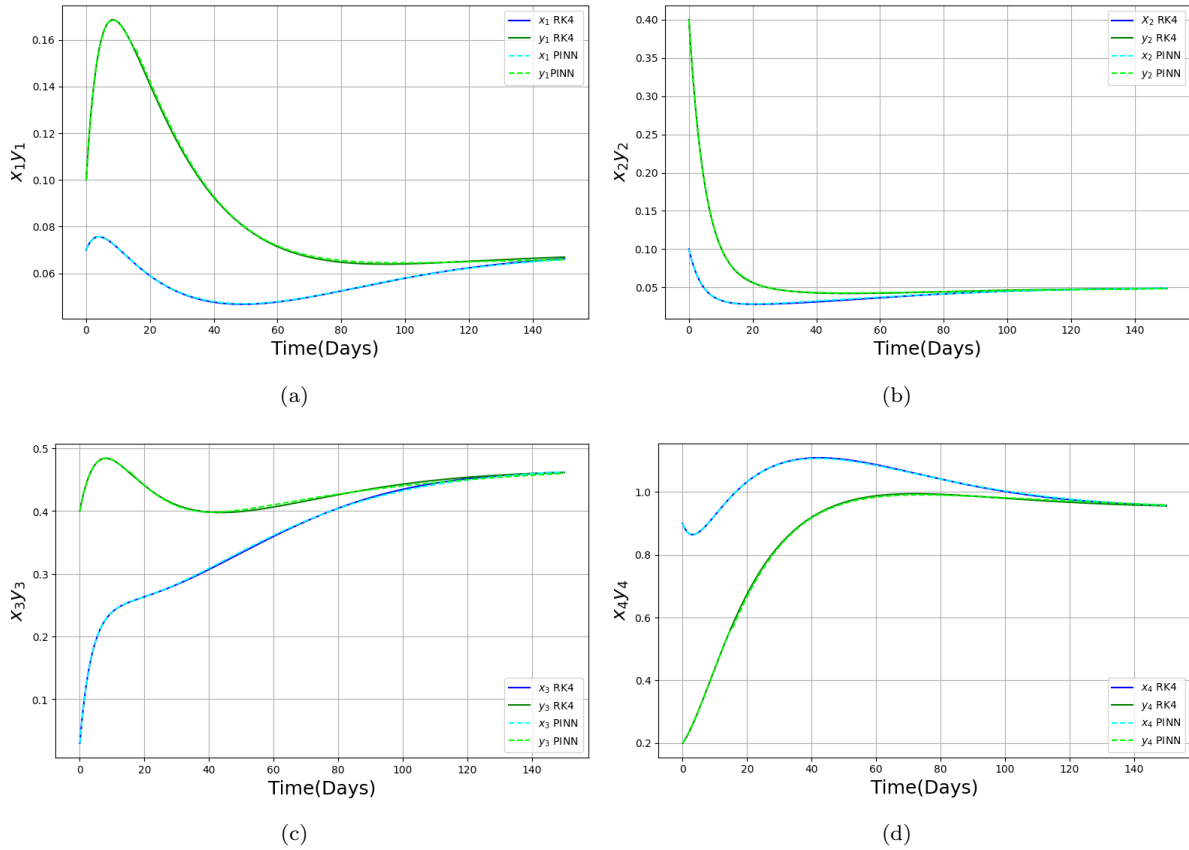 0.16
0.14
0.12
0.10
0.08
0.06
x₁y₁
0 20 40 60 80 100 120 140
Time(Days)
x₁ RK4
y₁ RK4
x₁ PINN
y₁PINN
(a)
0.40
0.35
0.30
0.25
0.20
0.15
0.10
0.05
x₂y₂
0 20 40 60 80 100 120 140
Time(Days)
X₂ RK4
y₂ RK4
x₂ PINN
y₂ PINN
(b)
0.5
0.4
0.3
0.2
0.1
x₃y₃
0 20 40 60 80 100 120 140
Time(Days)
x₃ RK4
y₃ RK4
x₃ PINN
y₃ PINN
(c)
1.0
0.8
0.6
0.4
0.2
x₄y₄
0 20 40 60 80 100 120 140
Time(Days)
x₄ RK4
y₄ RK4
x₄ PINN
y₄ PINN
(d)